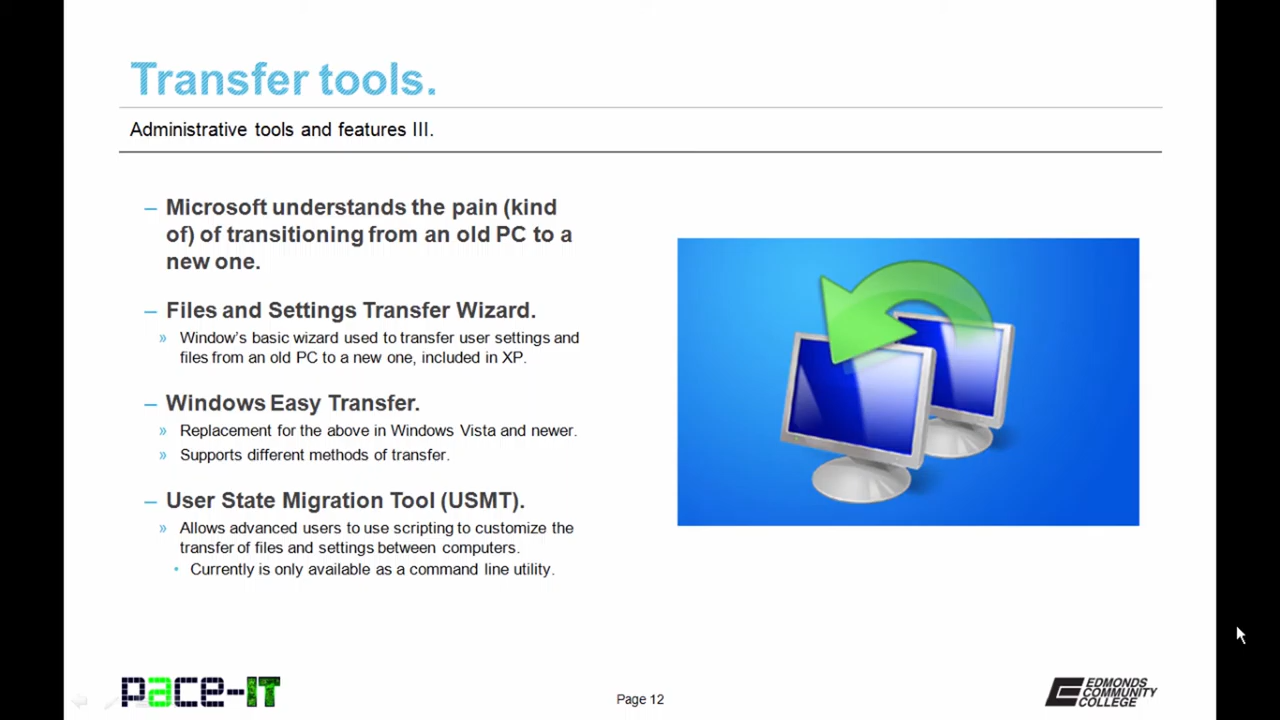 Transfer tools.
Administrative tools and features III.
– Microsoft understands the pain (kind
of) of transitioning from an old PC to a
new one.
– Files and Settings Transfer Wizard.
» Window's basic wizard used to transfer user settings and
files from an old PC to a new one, included in XP.
– Windows Easy Transfer.
» Replacement for the above in Windows Vista and newer.
» Supports different methods of transfer.
– User State Migration Tool (USMT).
» Allows advanced users to use scripting to customize the
transfer of files and settings between computers.
• Currently is only available as a command line utility.
pace-IT
Page 12
EDMONDS
COMMUNITY
COLLEGE